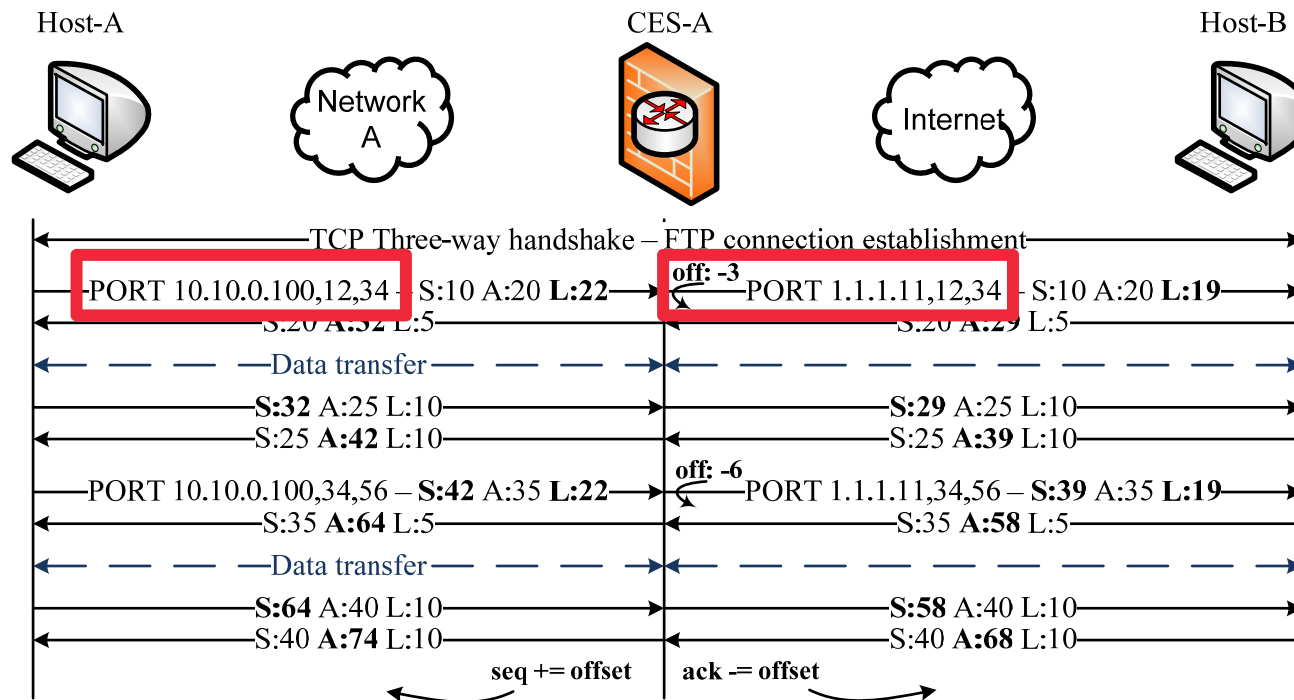 Host-A CES-A Host-B
Network
A
Internet
TCP Three-way handshake – FTP connection establishment
off: -3
PORT 10.10.0.100,12,34 – S:10 A:20 L:22 PORT 1.1.1.11,12,34 – S:10 A:20 L:19
S:20 A:32 L:5 S:20 A:29 L:5
Data transfer
S:32 A:25 L:10 S:29 A:25 L:10
S:25 A:42 L:10 S:25 A:39 L:10
off: -6
PORT 10.10.0.100,34,56 – S:42 A:35 L:22 PORT 1.1.1.11,34,56 – S:39 A:35 L:19
S:35 A:64 L:5 S:35 A:58 L:5
Data transfer
S:64 A:40 L:10 S:58 A:40 L:10
S:40 A:74 L:10 S:40 A:68 L:10
seq += offset ack -= offset